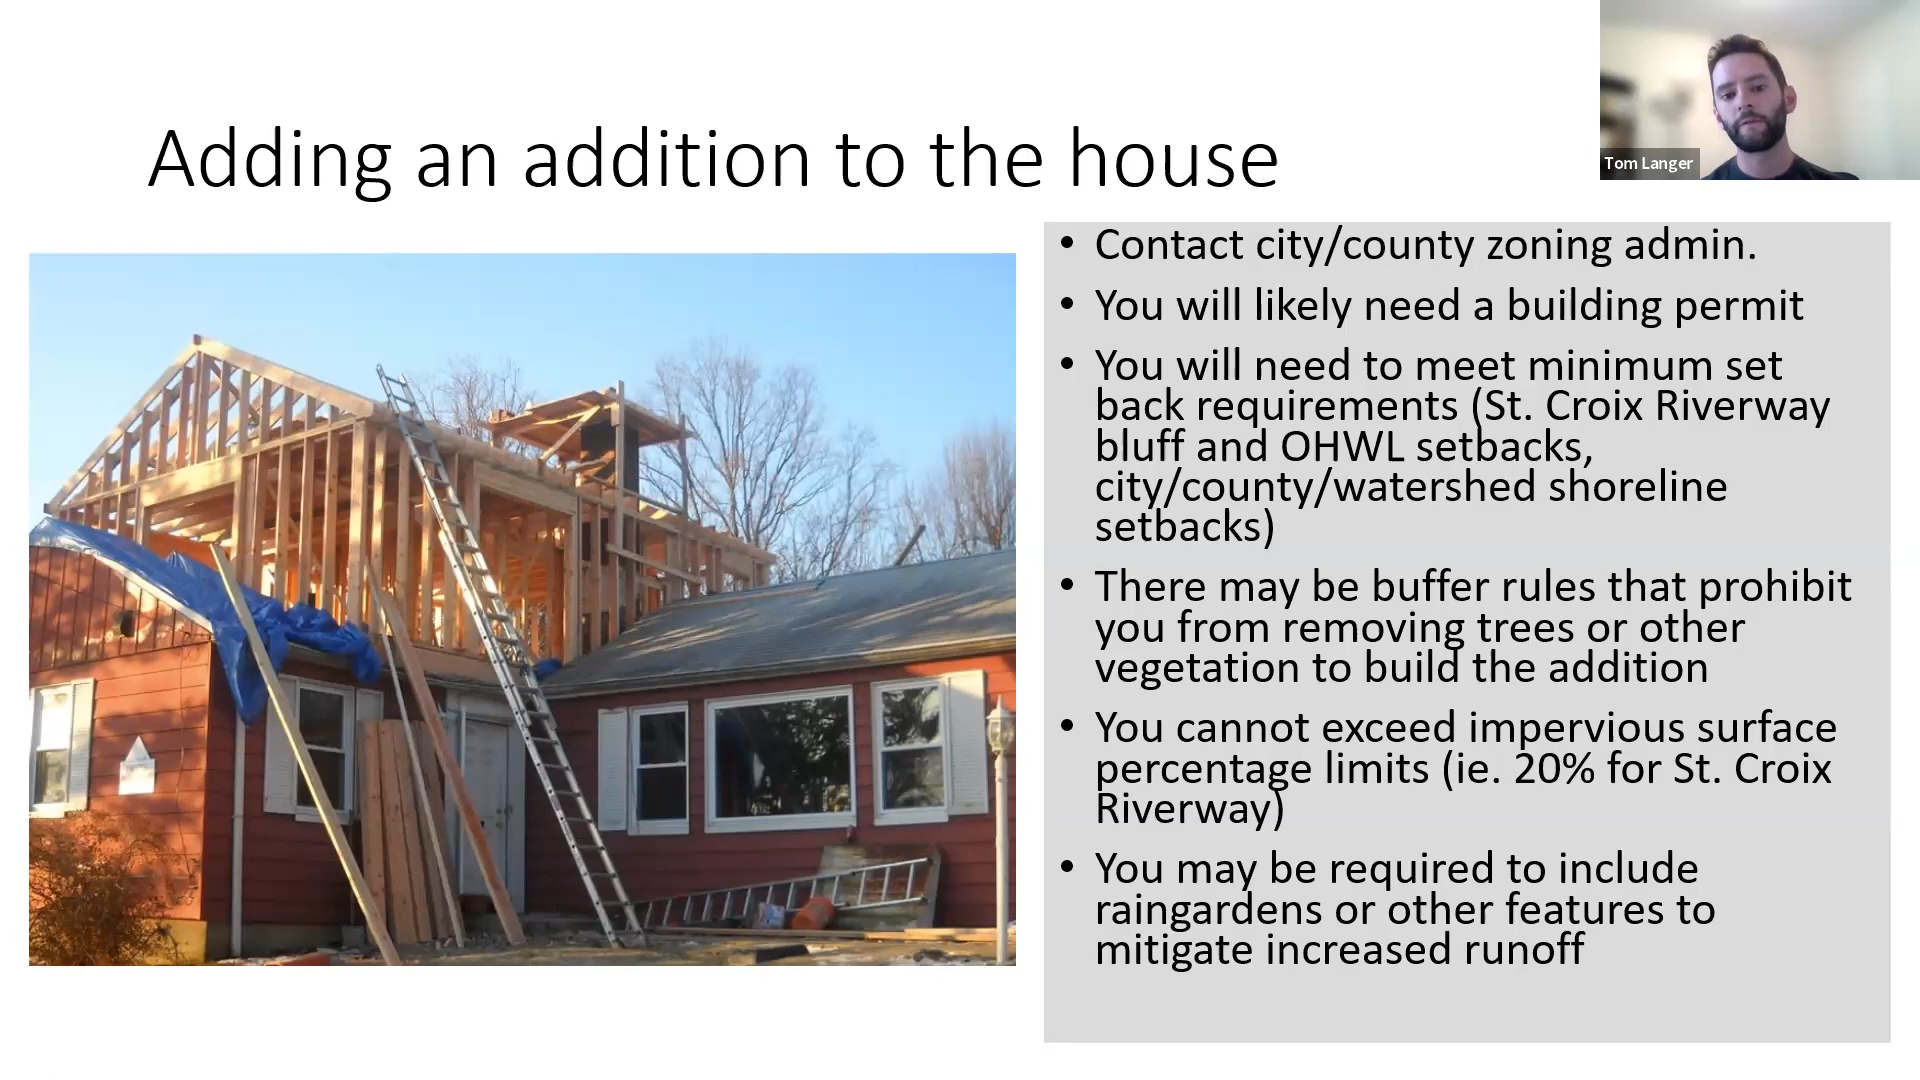 Tom Langer
Adding an addition to the house
• Contact city/county zoning admin.
• You will likely need a building permit
• You will need to meet minimum set
back requirements (St. Croix Riverway
bluff and OHWL setbacks,
city/county/watershed shoreline
setbacks)
• There may be buffer rules that prohibit
you from removing trees or other
vegetation to build the addition
• You cannot exceed impervious surface
percentage limits (ie. 20% for St. Croix
Riverway)
• You may be required to include
raingardens or other features to
mitigate increased runoff